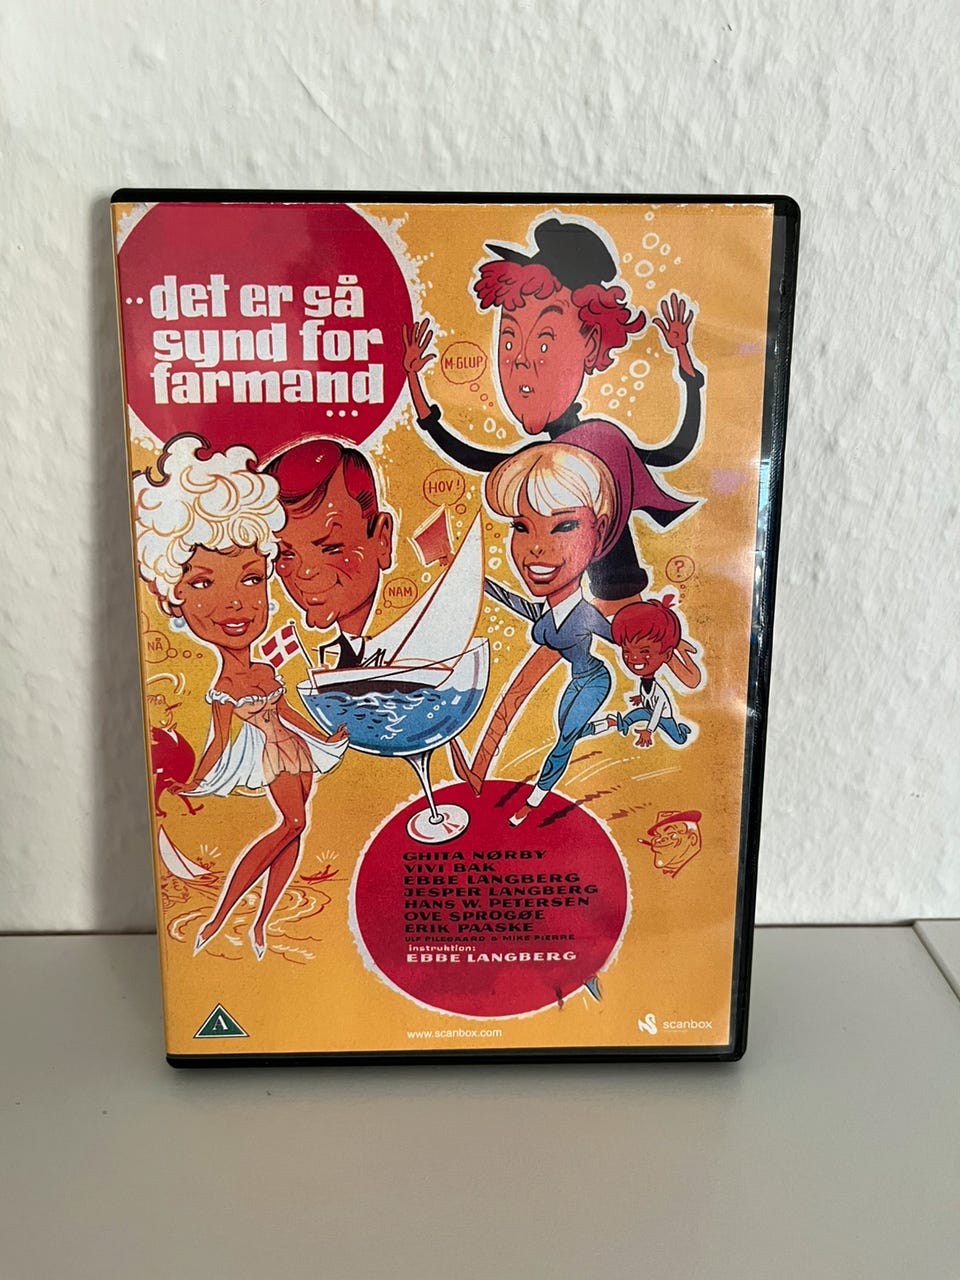 ..det er så
synd for
farmand
...
M-GLUP
HOV!
NAM
?
NÅ
GHITA NØRBY
VIVI BAK
EBBE LANGBERG
JESPER LANGBERG
HANS W. PETERSEN
OVE SPROGØE
ERIK PAASKE
ULF PILGAARD & MIKE PIERRE
instruktion:
EBBE LANGBERG
A
www.scanbox.com
scanbox